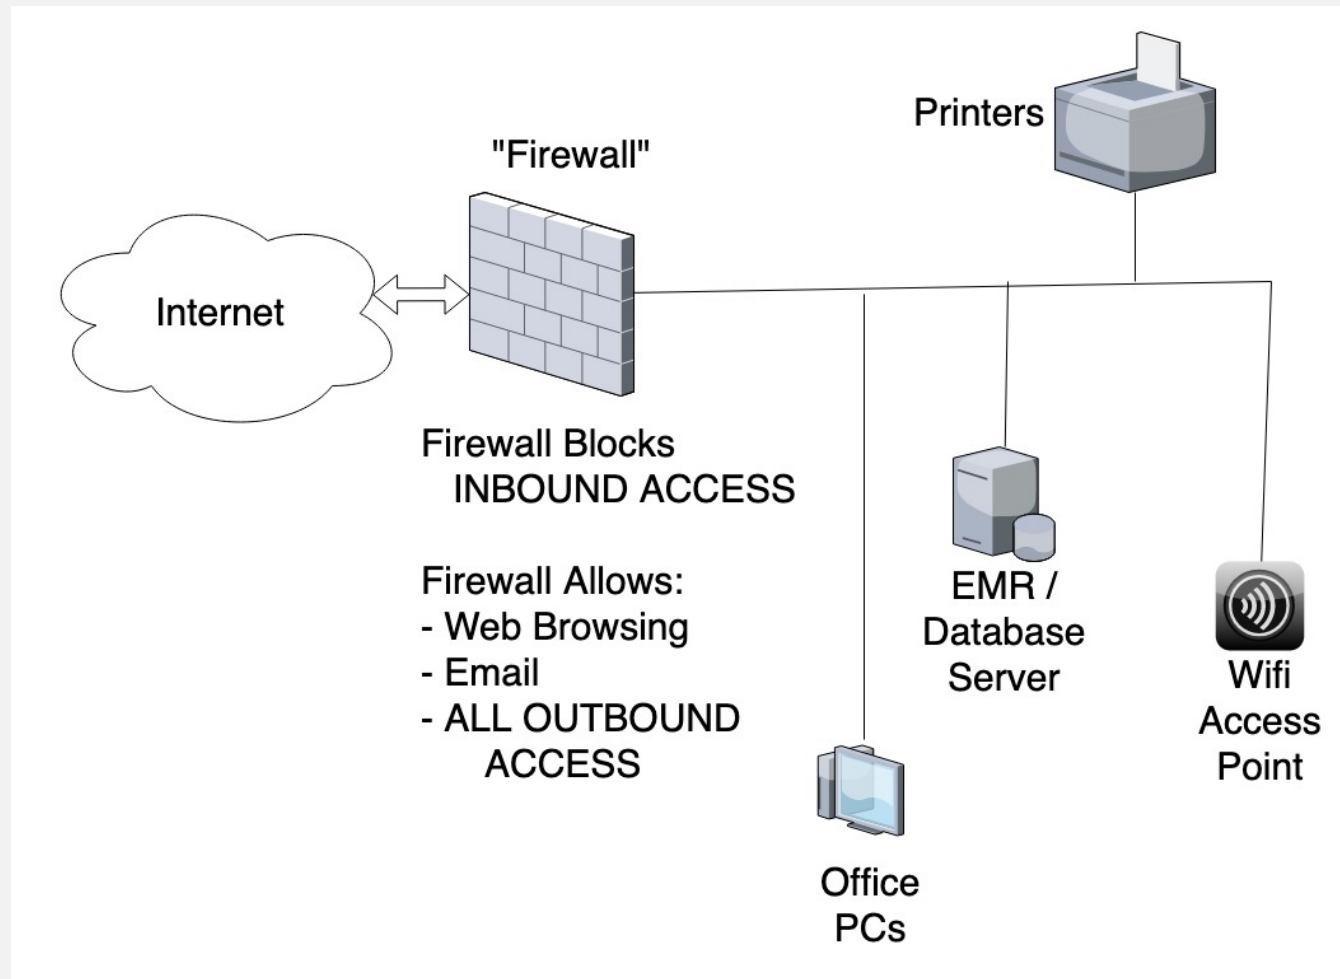 Printers
"Firewall"
Internet
Firewall Blocks
INBOUND ACCESS
Firewall Allows:
- Web Browsing
- Email
- ALL OUTBOUND
ACCESS
EMR /
Database
Server
Wifi
Access
Point
Office
PCs